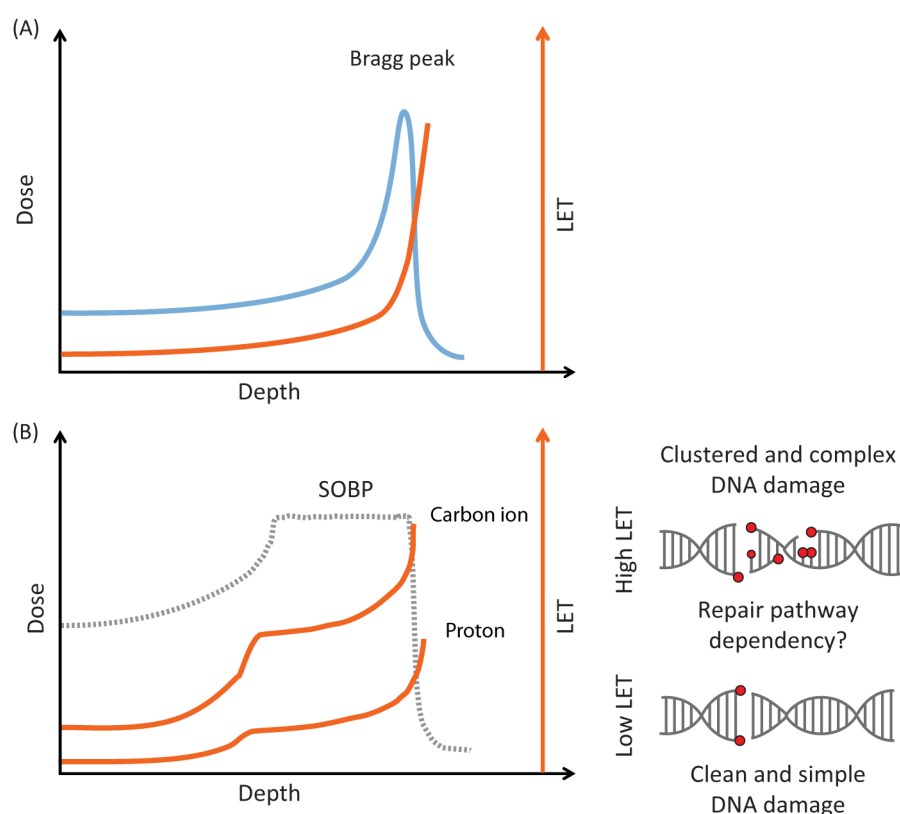 (A)
Bragg peak
Dose
LET
Depth
(B)
SOBP
Carbon ion
Proton
Dose
LET
Depth
Clustered and complex
DNA damage
High LET
Repair pathway
dependency?
Low LET
Clean and simple
DNA damage